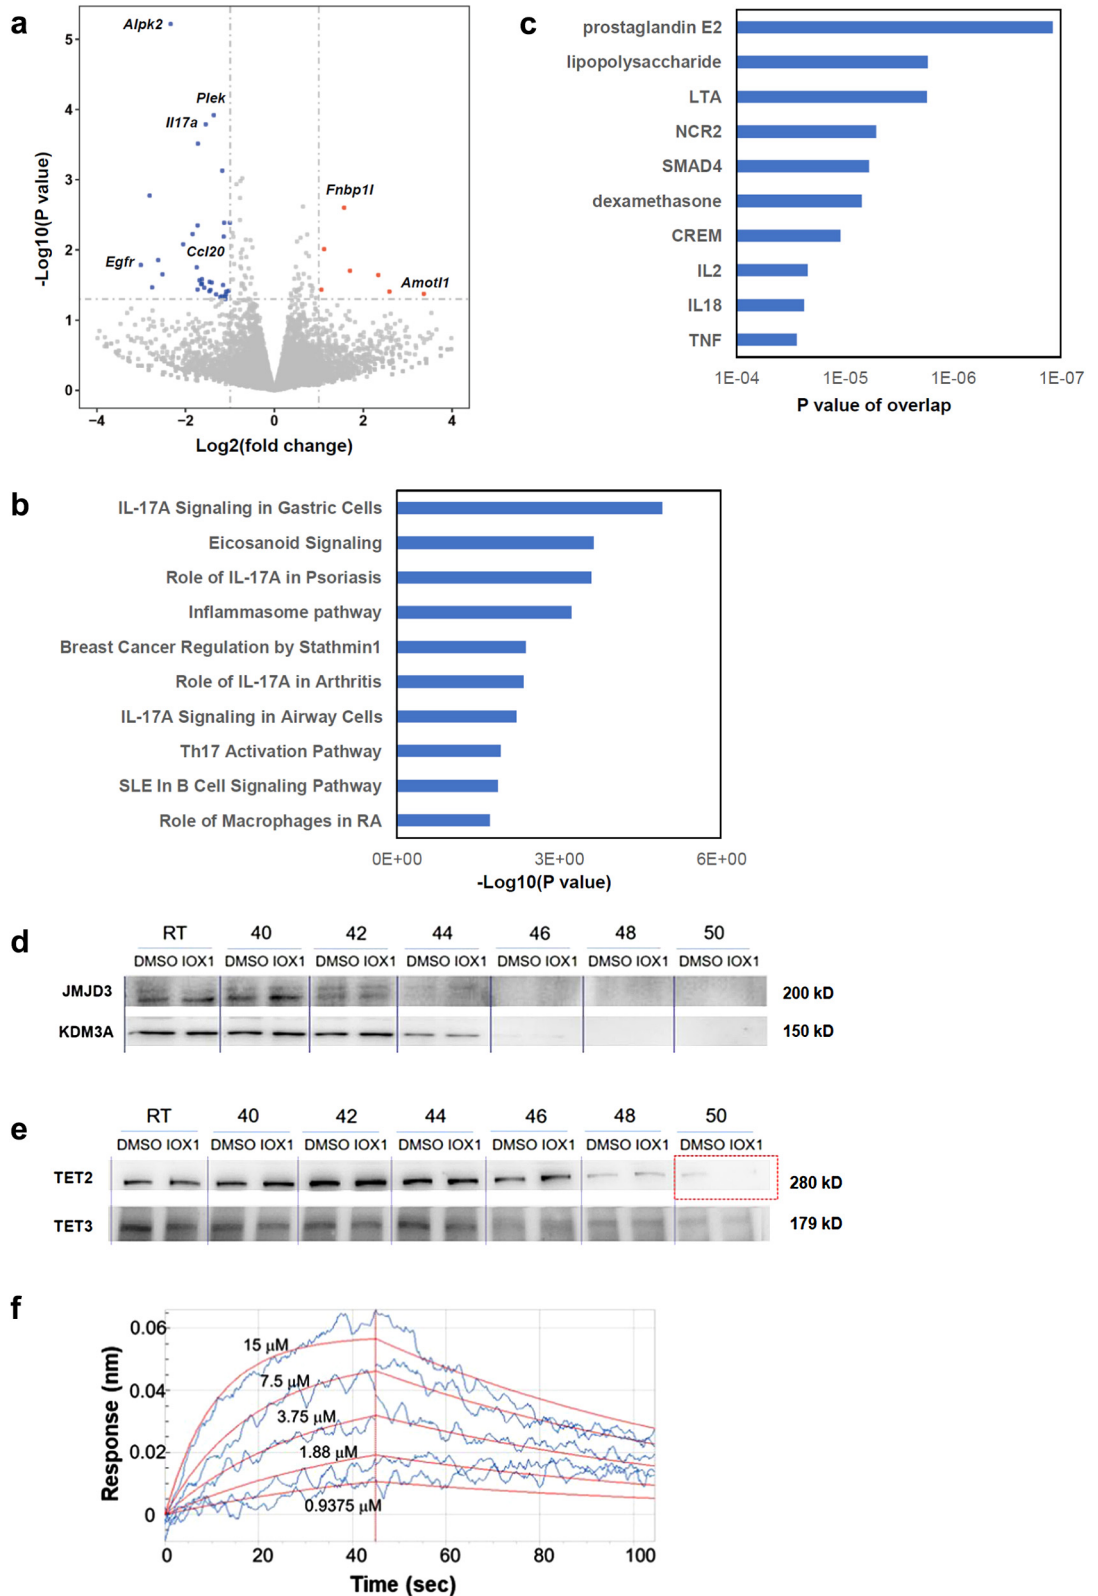 a
Alpk2
Plek
Il17a
Fnbp1l
Ccl20
Egfr
Amotl1
5
4
3
2
1
0
-Log10(P value)
−4 −2 0 2 4
Log2(fold change)
c
prostaglandin E2
lipopolysaccharide
LTA
NCR2
SMAD4
dexamethasone
CREM
IL2
IL18
TNF
1E-04 1E-05 1E-06 1E-07
P value of overlap
b
IL-17A Signaling in Gastric Cells
Eicosanoid Signaling
Role of IL-17A in Psoriasis
Inflammasome pathway
Breast Cancer Regulation by Stathmin1
Role of IL-17A in Arthritis
IL-17A Signaling in Airway Cells
Th17 Activation Pathway
SLE In B Cell Signaling Pathway
Role of Macrophages in RA
0E+00 3E+00 6E+00
-Log10(P value)
d
RT 40 42 44 46 48 50
DMSO IOX1 DMSO IOX1 DMSO IOX1 DMSO IOX1 DMSO IOX1 DMSO IOX1 DMSO IOX1
JMJD3 200 kD
KDM3A 150 kD
e
RT 40 42 44 46 48 50
DMSO IOX1 DMSO IOX1 DMSO IOX1 DMSO IOX1 DMSO IOX1 DMSO IOX1 DMSO IOX1
TET2 280 kD
TET3 179 kD
f
0.06
0.04
0.02
0
Response (nm)
15 μM
7.5 μM
3.75 μM
1.88 μM
0.9375 μM
0 20 40 60 80 100
Time (sec)